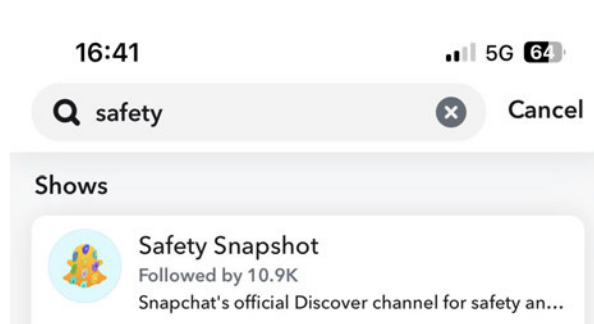 16:41 5G 64
safety Cancel
Shows
Safety Snapshot
Followed by 10.9K
Snapchat's official Discover channel for safety an...